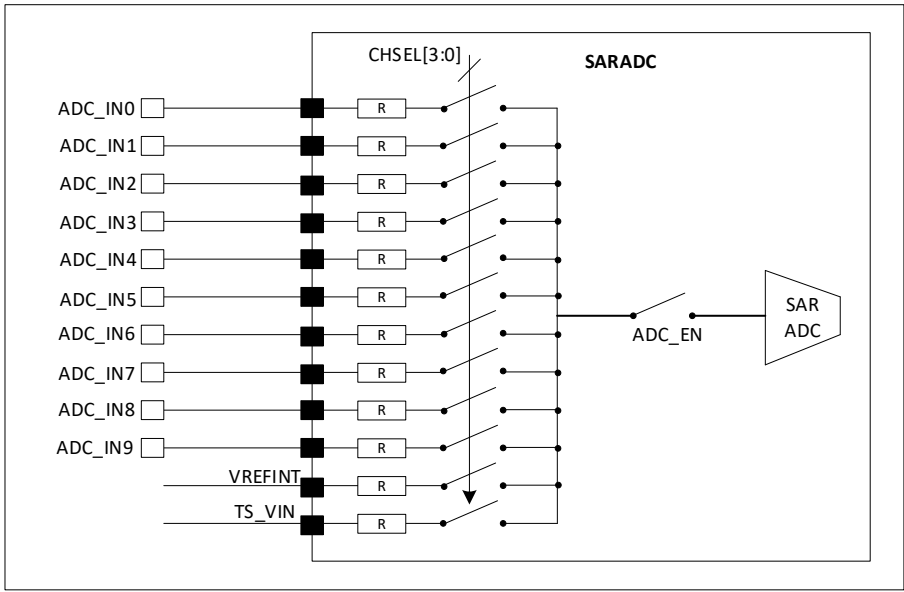 CHSEL[3:0]
SARADC
ADC_IN0
R
ADC_IN1
R
ADC_IN2
R
ADC_IN3
R
ADC_IN4
R
ADC_IN5
R
ADC_IN6
R
ADC_IN7
R
ADC_IN8
R
ADC_IN9
R
VREFINT
R
TS_VIN
R
ADC_EN
SAR
ADC